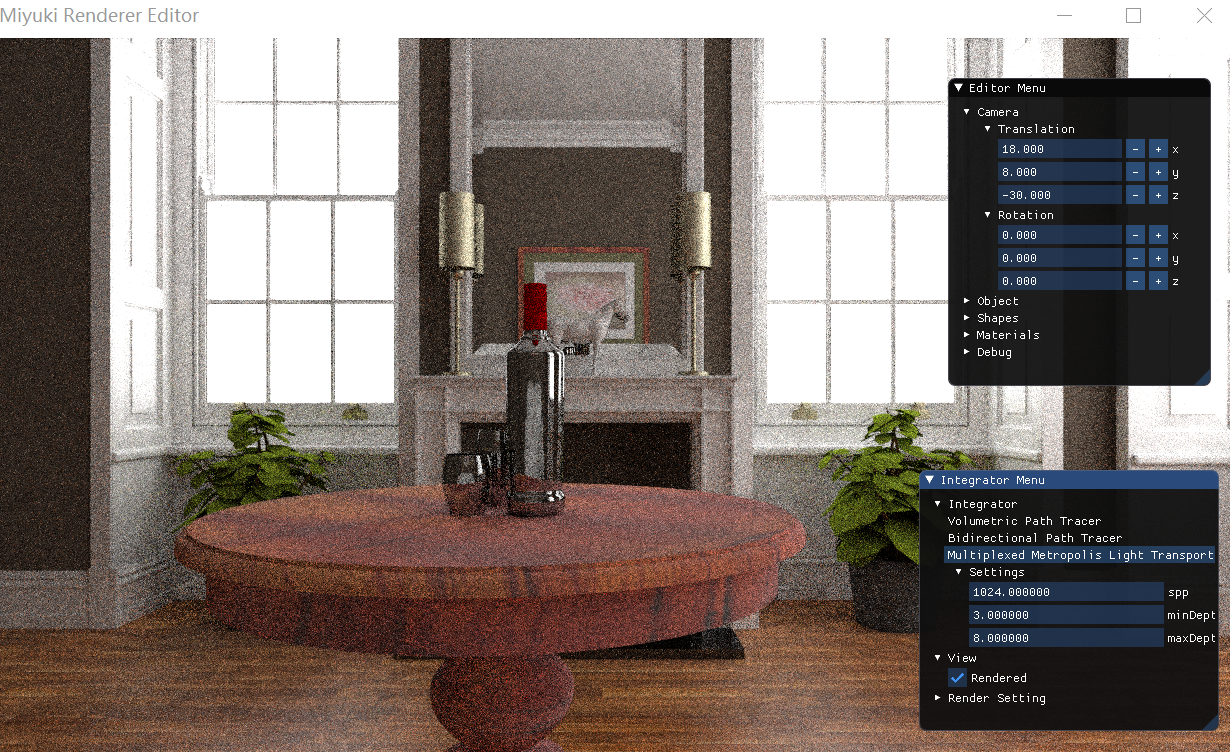 Miyuki Renderer Editor
Editor Menu
Camera
Translation
18.000 - + x
8.000 - + y
-30.000 - + z
Rotation
0.000 - + x
0.000 - + y
0.000 - + z
Object
Shapes
Materials
Debug
Integrator Menu
Integrator
Volumetric Path Tracer
Bidirectional Path Tracer
Multiplexed Metropolis Light Transport
Settings
1024.000000 spp
3.000000 minDept
8.000000 maxDept
View
Rendered
Render Setting